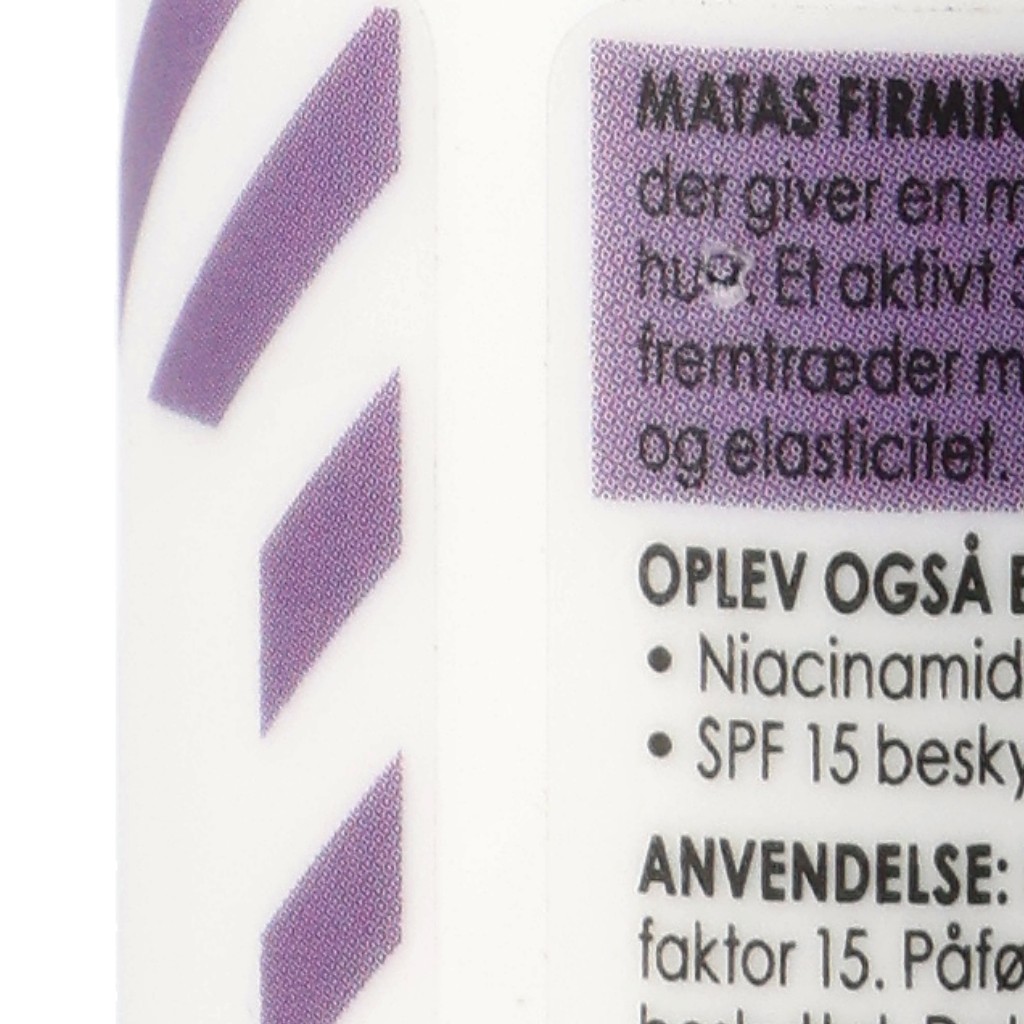 MATAS FIRMIN
der giver en m
hud. Et aktivt 3
fremtræder m
og elasticitet.
OPLEV OGSÅ E
• Niacinamid
• SPF 15 besky
ANVENDELSE:
faktor 15. Påfø